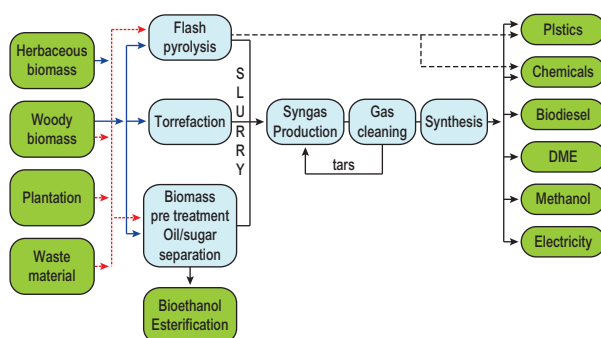 Herbaceous
biomass
Woody
biomass
Plantation
Waste
material
Flash
pyrolysis
Torrefaction
Biomass
pre treatment
Oil/sugar
separation
Bioethanol
Esterification
SLURRY
Syngas
Production
Gas
cleaning
Synthesis
tars
Plstics
Chemicals
Biodiesel
DME
Methanol
Electricity